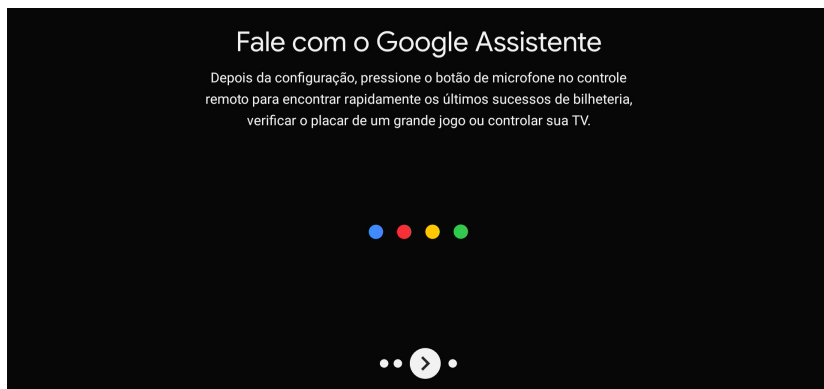 Fale com o Google Assistente
Depois da configuração, pressione o botão de microfone no controle
remoto para encontrar rapidamente os últimos sucessos de bilheteria,
verificar o placar de um grande jogo ou controlar sua TV.